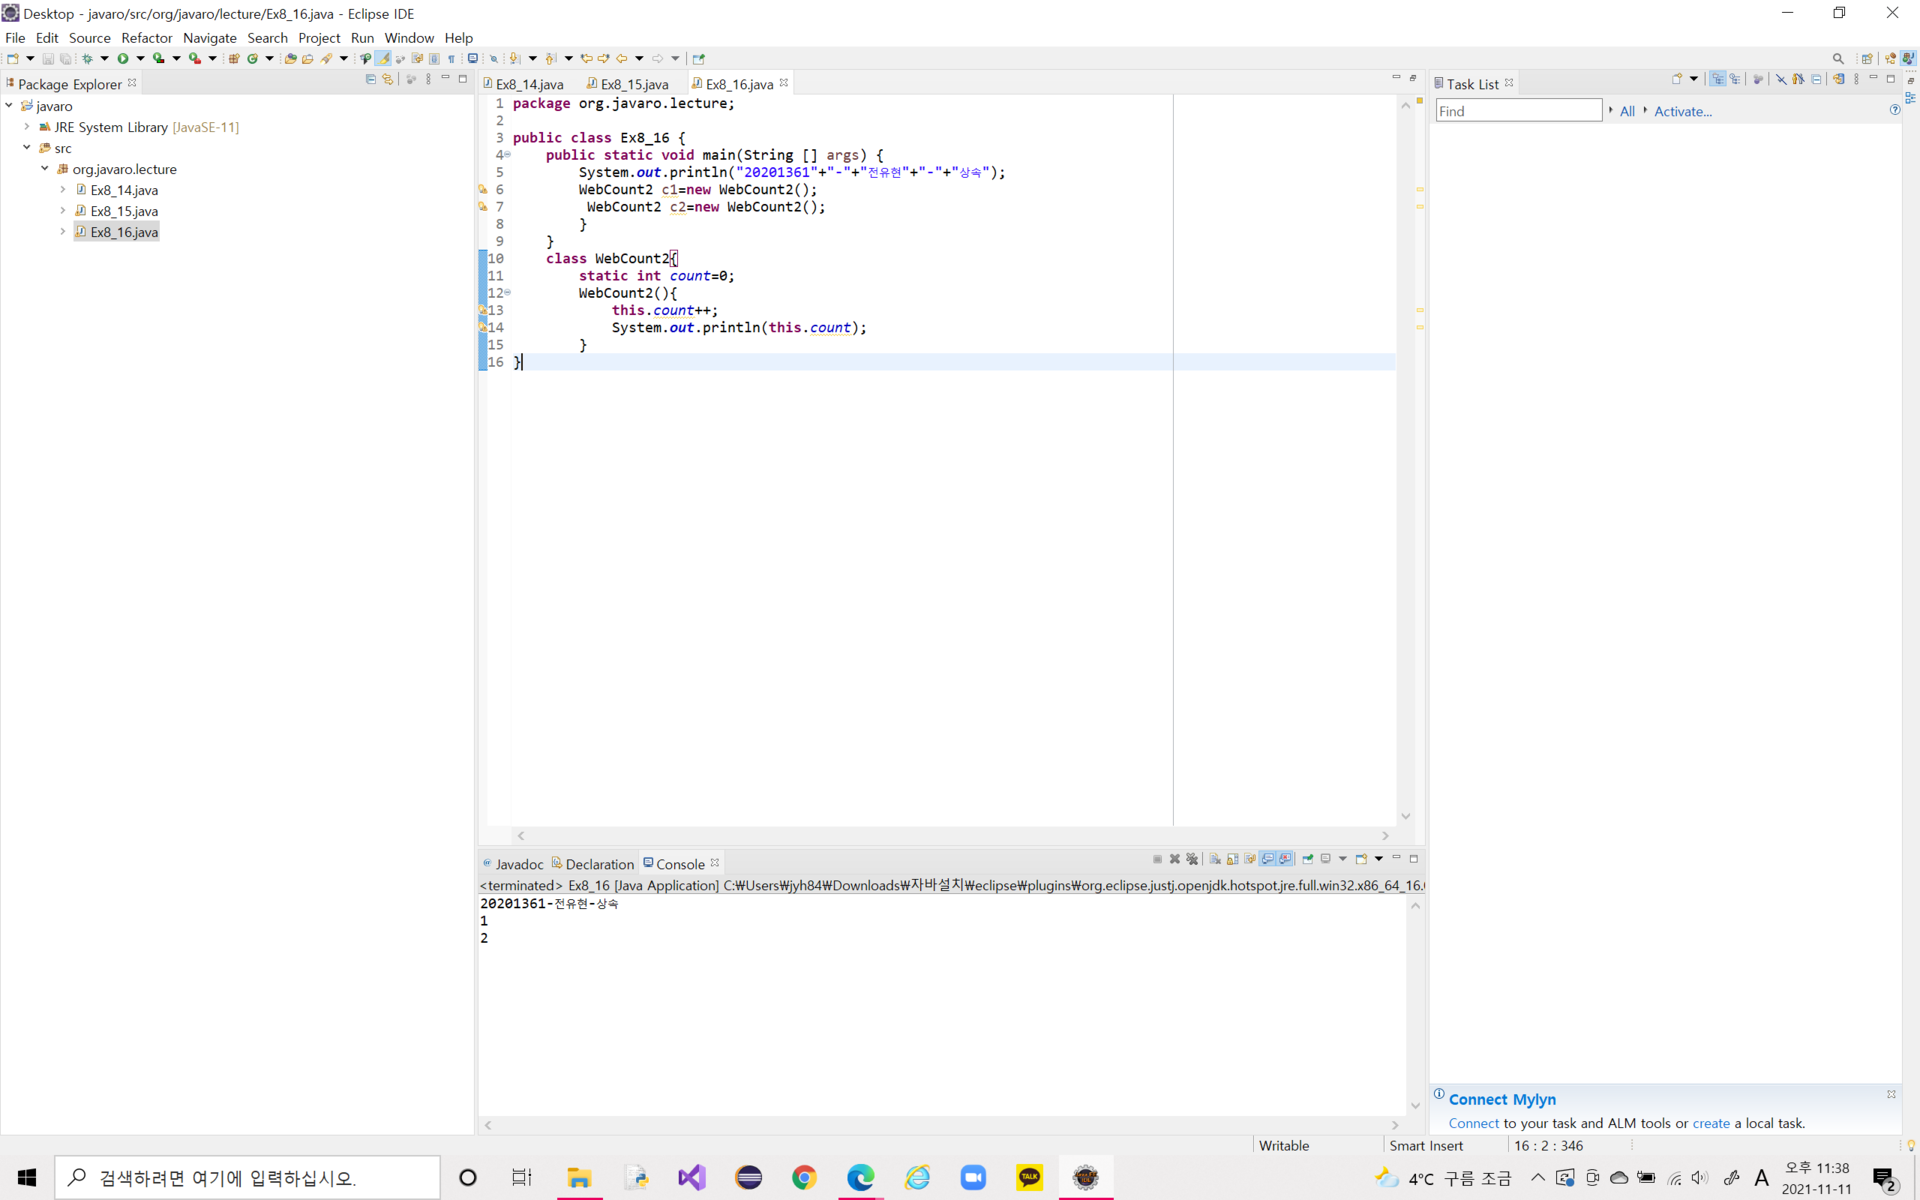 Desktop - javaro/src/org/javaro/lecture/Ex8_16.java - Eclipse IDE
File Edit Source Refactor Navigate Search Project Run Window Help
Package Explorer
javaro
JRE System Library [JavaSE-11]
src
org.javaro.lecture
Ex8_14.java
Ex8_15.java
Ex8_16.java
Ex8_14.java Ex8_15.java Ex8_16.java
1 package org.javaro.lecture;
2
3 public class Ex8_16 {
4 public static void main(String [] args) {
5 System.out.println("20201361"+"-"+"전유현"+"-"+"상속");
6 WebCount2 c1=new WebCount2();
7 WebCount2 c2=new WebCount2();
8 }
9 }
10 class WebCount2{
11 static int count=0;
12 WebCount2(){
13 this.count++;
14 System.out.println(this.count);
15 }
16 }
Javadoc Declaration Console
<terminated> Ex8_16 [Java Application] C:₩Users₩jyh84₩Downloads₩자바설치₩eclipse₩plugins₩org.eclipse.justj.openjdk.hotspot.jre.full.win32.x86_64_16.
20201361-전유현-상속
1
2
Task List
Find All Activate...
Connect Mylyn
Connect to your task and ALM tools or create a local task.
Writable Smart Insert 16 : 2 : 346
검색하려면 여기에 입력하십시오.
TALK
4°C 구름 조금
A
오후 11:38
2021-11-11
2